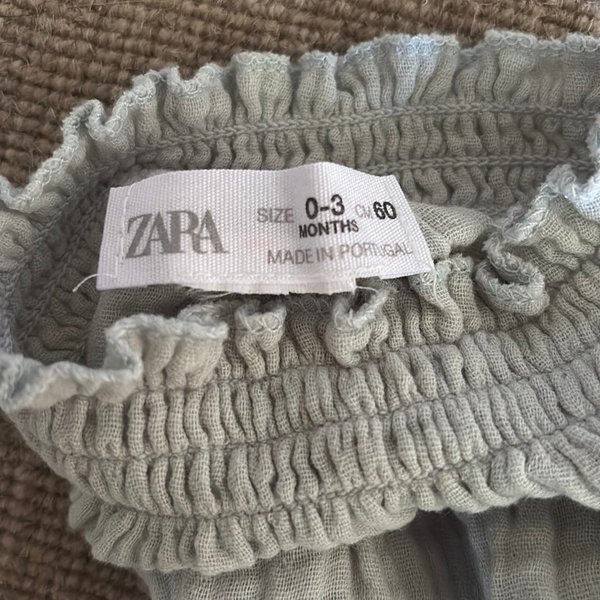 ZARA
SIZE 0-3 CM 60
MONTHS
MADE IN PORTUGAL